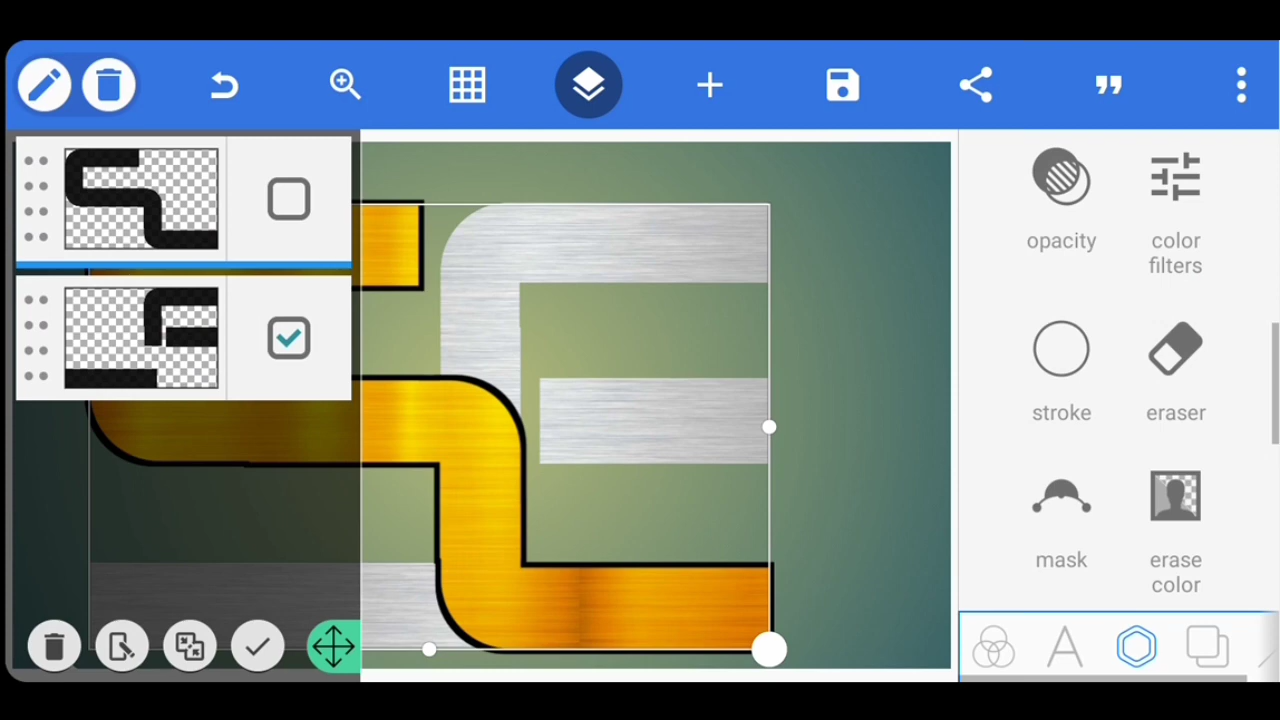 opacity
color
filters
stroke
eraser
mask
erase
color